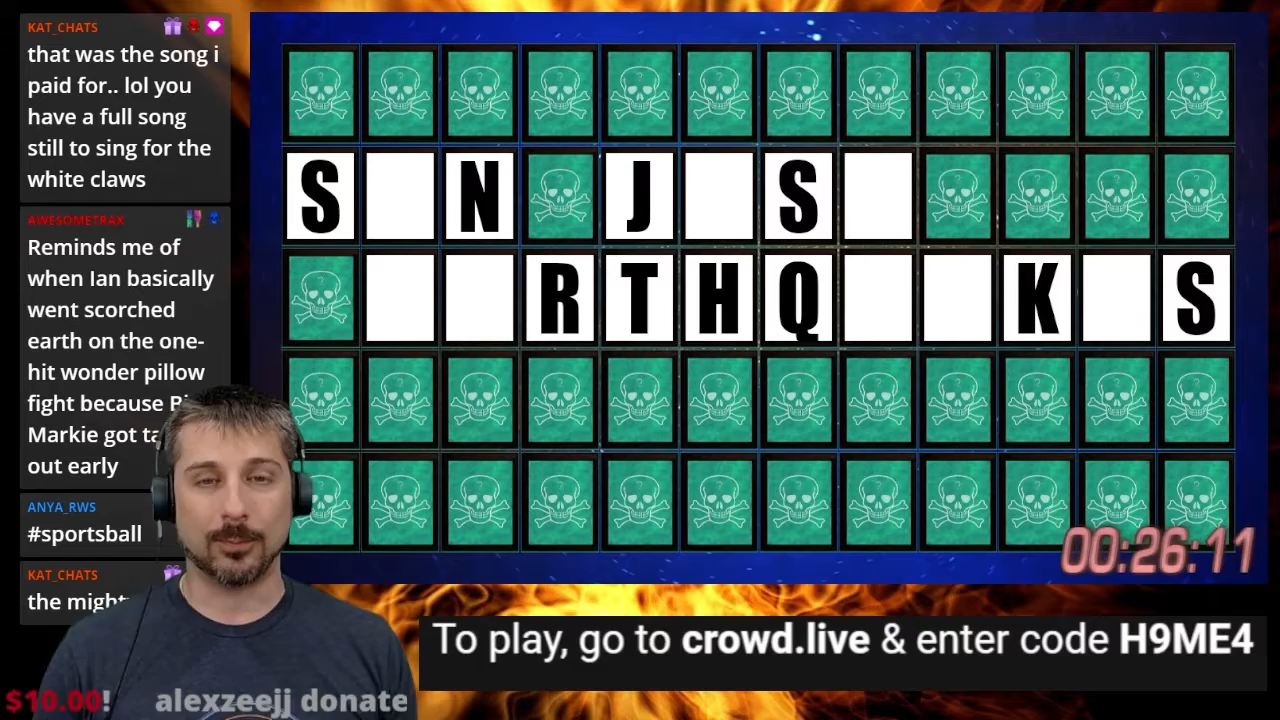 KAT_CHATS
that was the song i
paid for.. lol you
have a full song
still to sing for the
white claws
AWESOMETRAX
Reminds me of
when Ian basically
went scorched
earth on the one-
hit wonder pillow
fight because
Markie got
out early
ANYA_RWS
#sportsball
KAT_CHATS
the
S N J S
R T H Q K S
00:26:11
To play, go to crowd.live & enter code H9ME4
$10.00! alexzeejj donate